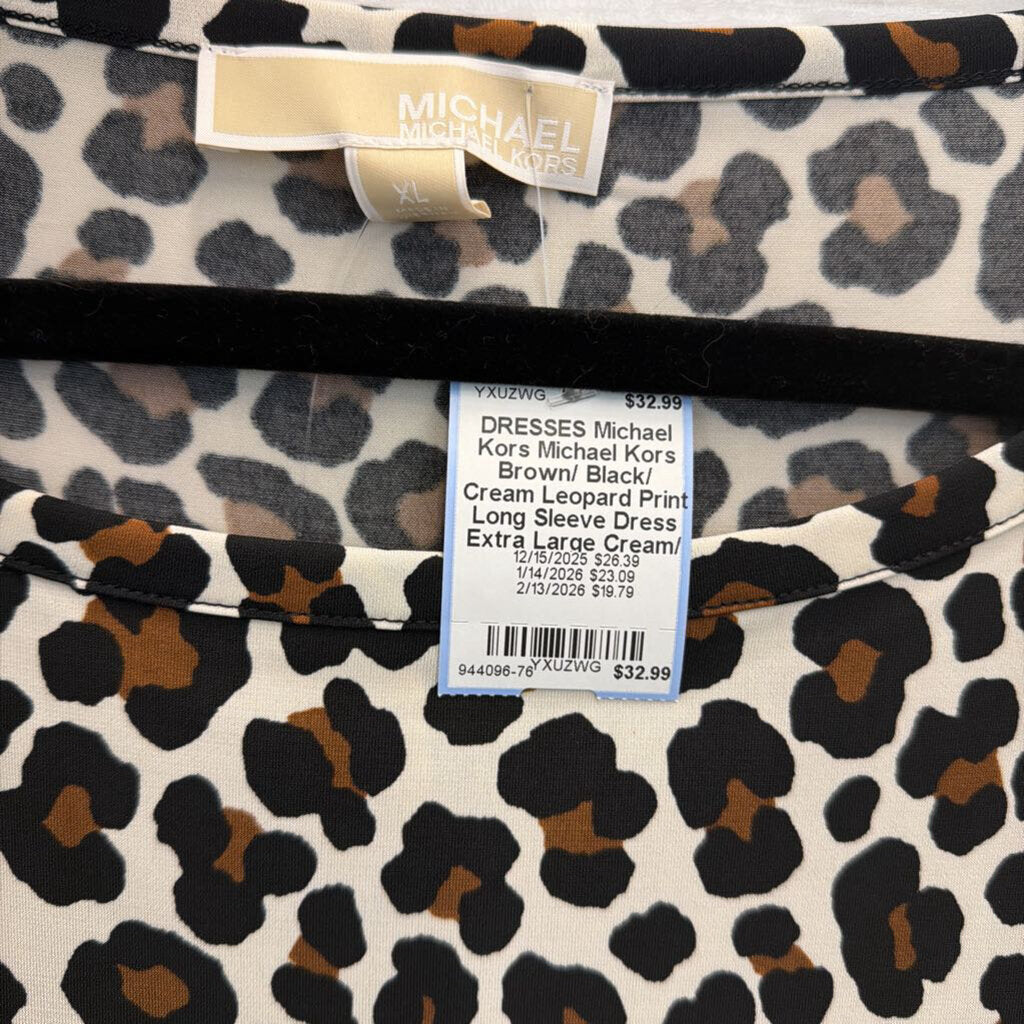 MICHAEL
MICHAEL KORS
XL
YXUZWG
$32.99
DRESSES Michael
Kors Michael Kors
Brown/ Black/
Cream Leopard Print
Long Sleeve Dress
Extra Large Cream/
12/15/2025 $26.39
1/14/2026 $23.09
2/13/2026 $19.79
944096-76 YXUZWG $32.99